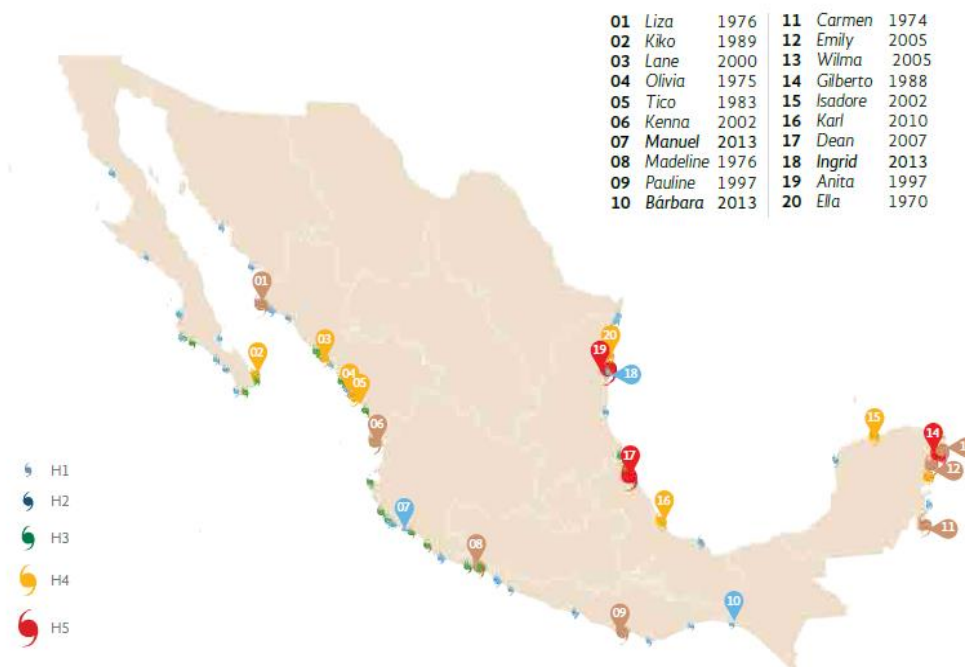 01 Liza 1976
02 Kiko 1989
03 Lane 2000
04 Olivia 1975
05 Tico 1983
06 Kenna 2002
07 Manuel 2013
08 Madeline 1976
09 Pauline 1997
10 Bárbara 2013
11 Carmen 1974
12 Emily 2005
13 Wilma 2005
14 Gilberto 1988
15 Isadore 2002
16 Karl 2010
17 Dean 2007
18 Ingrid 2013
19 Anita 1997
20 Ella 1970
01
20
03
19
02
18
04
05
15
06
14
12
17
16
11
07
08
10
09
H1
H2
H3
H4
H5